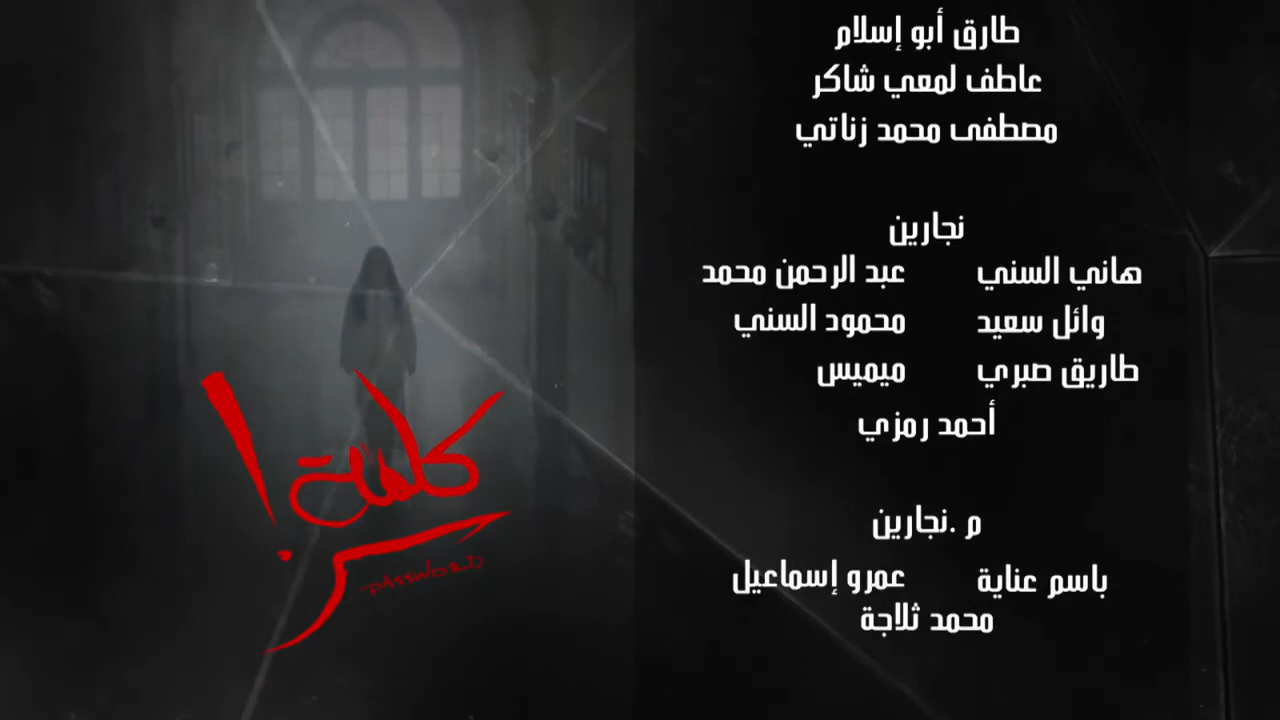 طارق أبو إسلام
عاطف لمعي شاكر
مصطفى محمد زناتي
نجارين
هاني السني عبد الرحمن محمد
وائل سعيد محمود السني
طاريق صبري ميميس
أحمد رمزي
م .نجارين
باسم عناية عمرو إسماعيل
محمد ثلاجة
كلمة
سر
!
PASSWORD